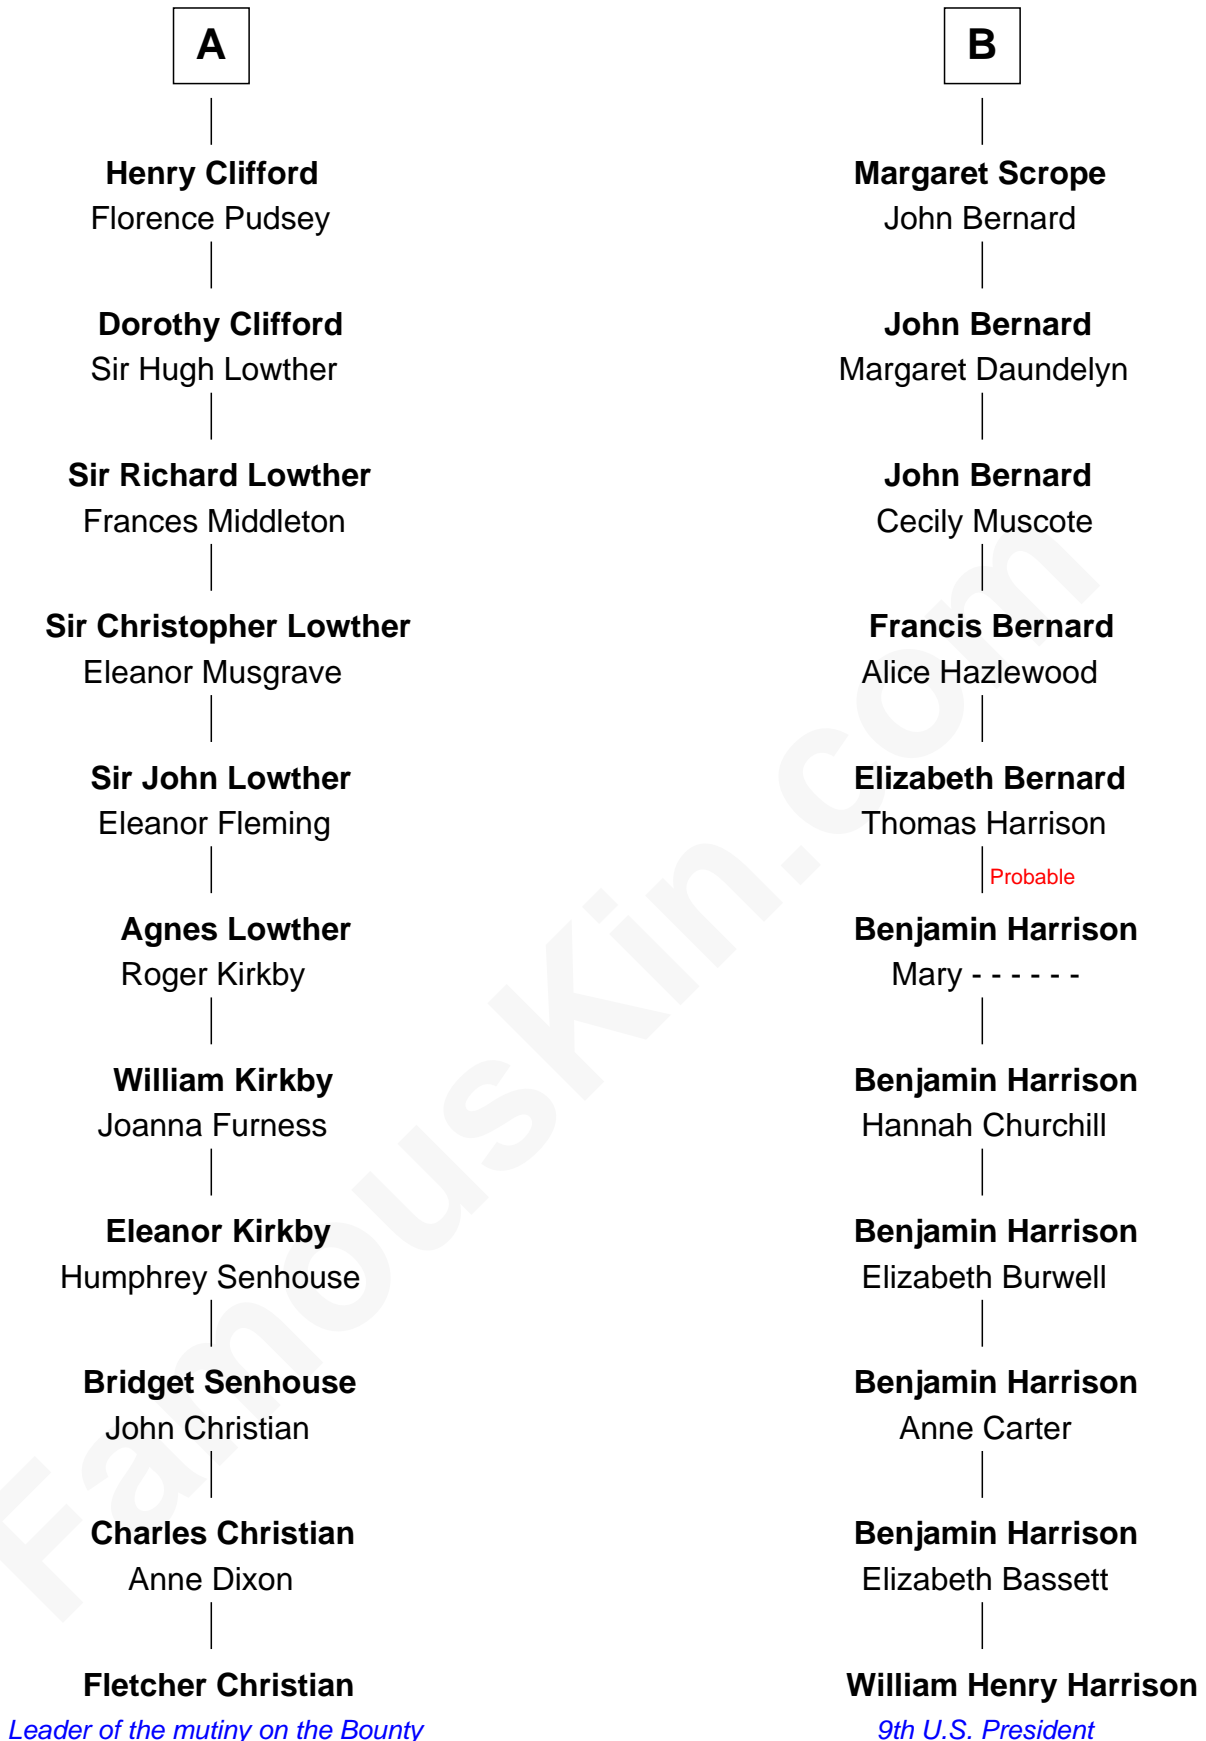 A
Henry Clifford
Florence Pudsey
Dorothy Clifford
Sir Hugh Lowther
Sir Richard Lowther
Frances Middleton
Sir Christopher Lowther
Eleanor Musgrave
Sir John Lowther
Eleanor Fleming
Agnes Lowther
Roger Kirkby
William Kirkby
Joanna Furness
Eleanor Kirkby
Humphrey Senhouse
Bridget Senhouse
John Christian
Charles Christian
Anne Dixon
Fletcher Christian
Leader of the mutiny on the Bounty
B
Margaret Scrope
John Bernard
John Bernard
Margaret Daundelyn
John Bernard
Cecily Muscote
Francis Bernard
Alice Hazlewood
Elizabeth Bernard
Thomas Harrison
Probable
Benjamin Harrison
Mary - - - - - -
Benjamin Harrison
Hannah Churchill
Benjamin Harrison
Elizabeth Burwell
Benjamin Harrison
Anne Carter
Benjamin Harrison
Elizabeth Bassett
William Henry Harrison
9th U.S. President
FamousKin.com